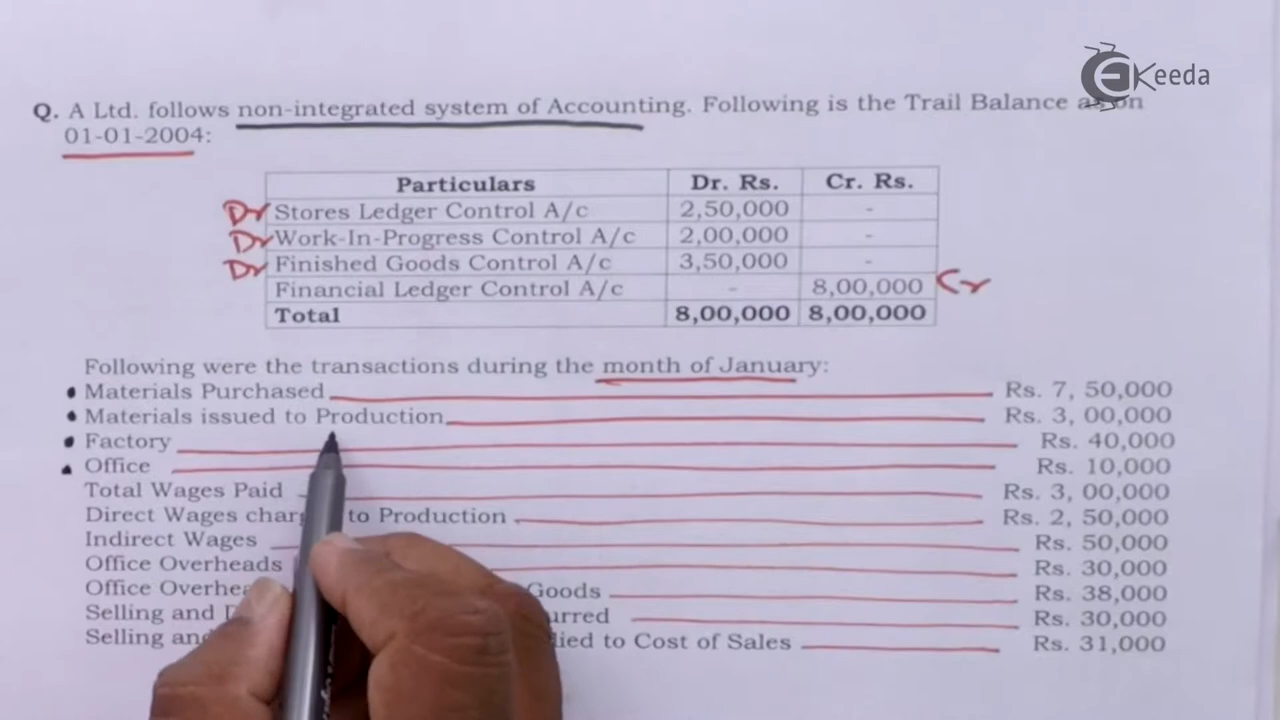 Ekeeda
Q. A Ltd. follows non-integrated system of Accounting. Following is the Trail Balance as on
01-01-2004:
Particulars Dr. Rs. Cr. Rs.
Dr Stores Ledger Control A/c 2,50,000 -
Dr Work-In-Progress Control A/c 2,00,000 -
Dr Finished Goods Control A/c 3,50,000 -
Financial Ledger Control A/c - 8,00,000 Cr
Total 8,00,000 8,00,000
Following were the transactions during the month of January:
• Materials Purchased Rs. 7, 50,000
• Materials issued to Production Rs. 3, 00,000
• Factory Rs. 40,000
• Office Rs. 10,000
Total Wages Paid Rs. 3, 00,000
Direct Wages to Production Rs. 2, 50,000
Indirect Wages Rs. 50,000
Office Overheads Rs. 30,000
Office Goods Rs. 38,000
Selling and Rs. 30,000
Selling to Cost of Sales Rs. 31,000